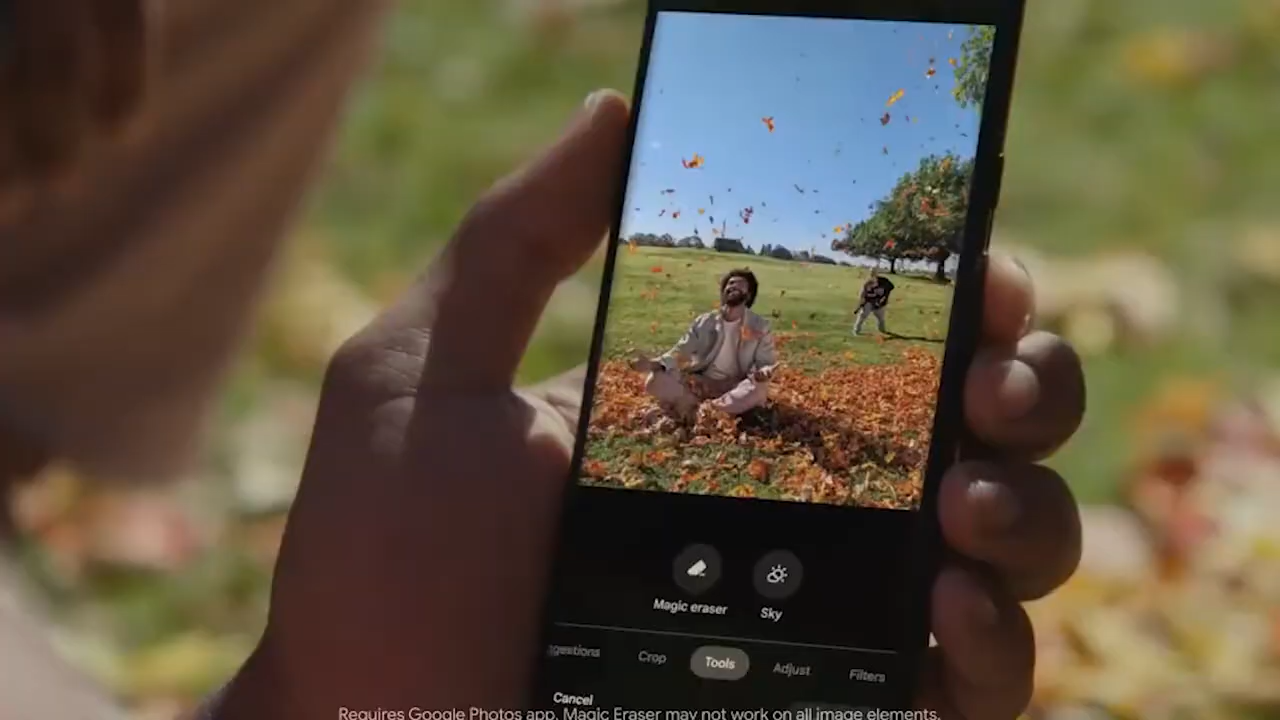 Magic eraser
Sky
gestions
Crop
Tools
Adjust
Filters
Cancel
Requires Google Photos app. Magic Eraser may not work on all image elements.